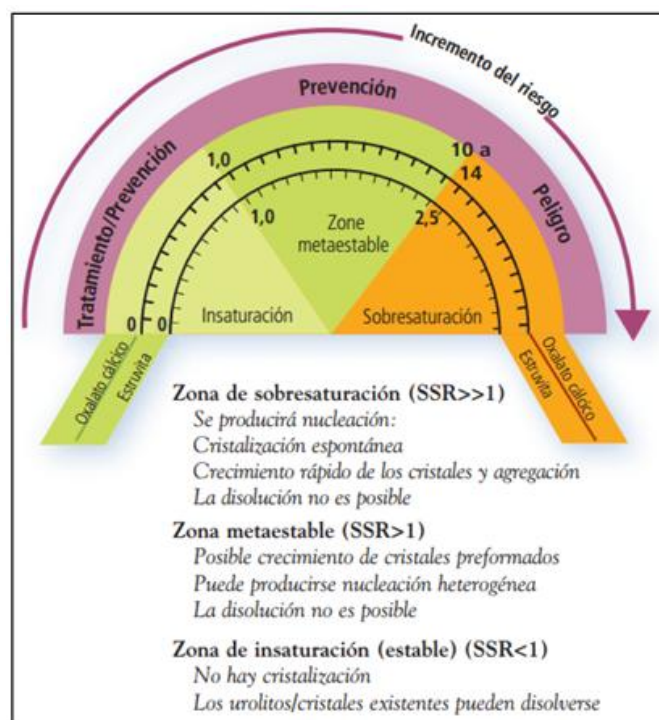 Incremento del riesgo
Prevención
Tratamiento/Prevención
Peligro
1,0
10 a
14
1,0
2,5
Zone
metaestable
Insaturación
Sobresaturación
0
0
Oxalato cálcico
Estruvita
Estruvita
Oxalato cálcico
Zona de sobresaturación (SSR>>1)
Se producirá nucleación:
Cristalización espontánea
Crecimiento rápido de los cristales y agregación
La disolución no es posible
Zona metaestable (SSR>1)
Posible crecimiento de cristales preformados
Puede producirse nucleación heterogénea
La disolución no es posible
Zona de insaturación (estable) (SSR<1)
No hay cristalización
Los urolitos/cristales existentes pueden disolverse